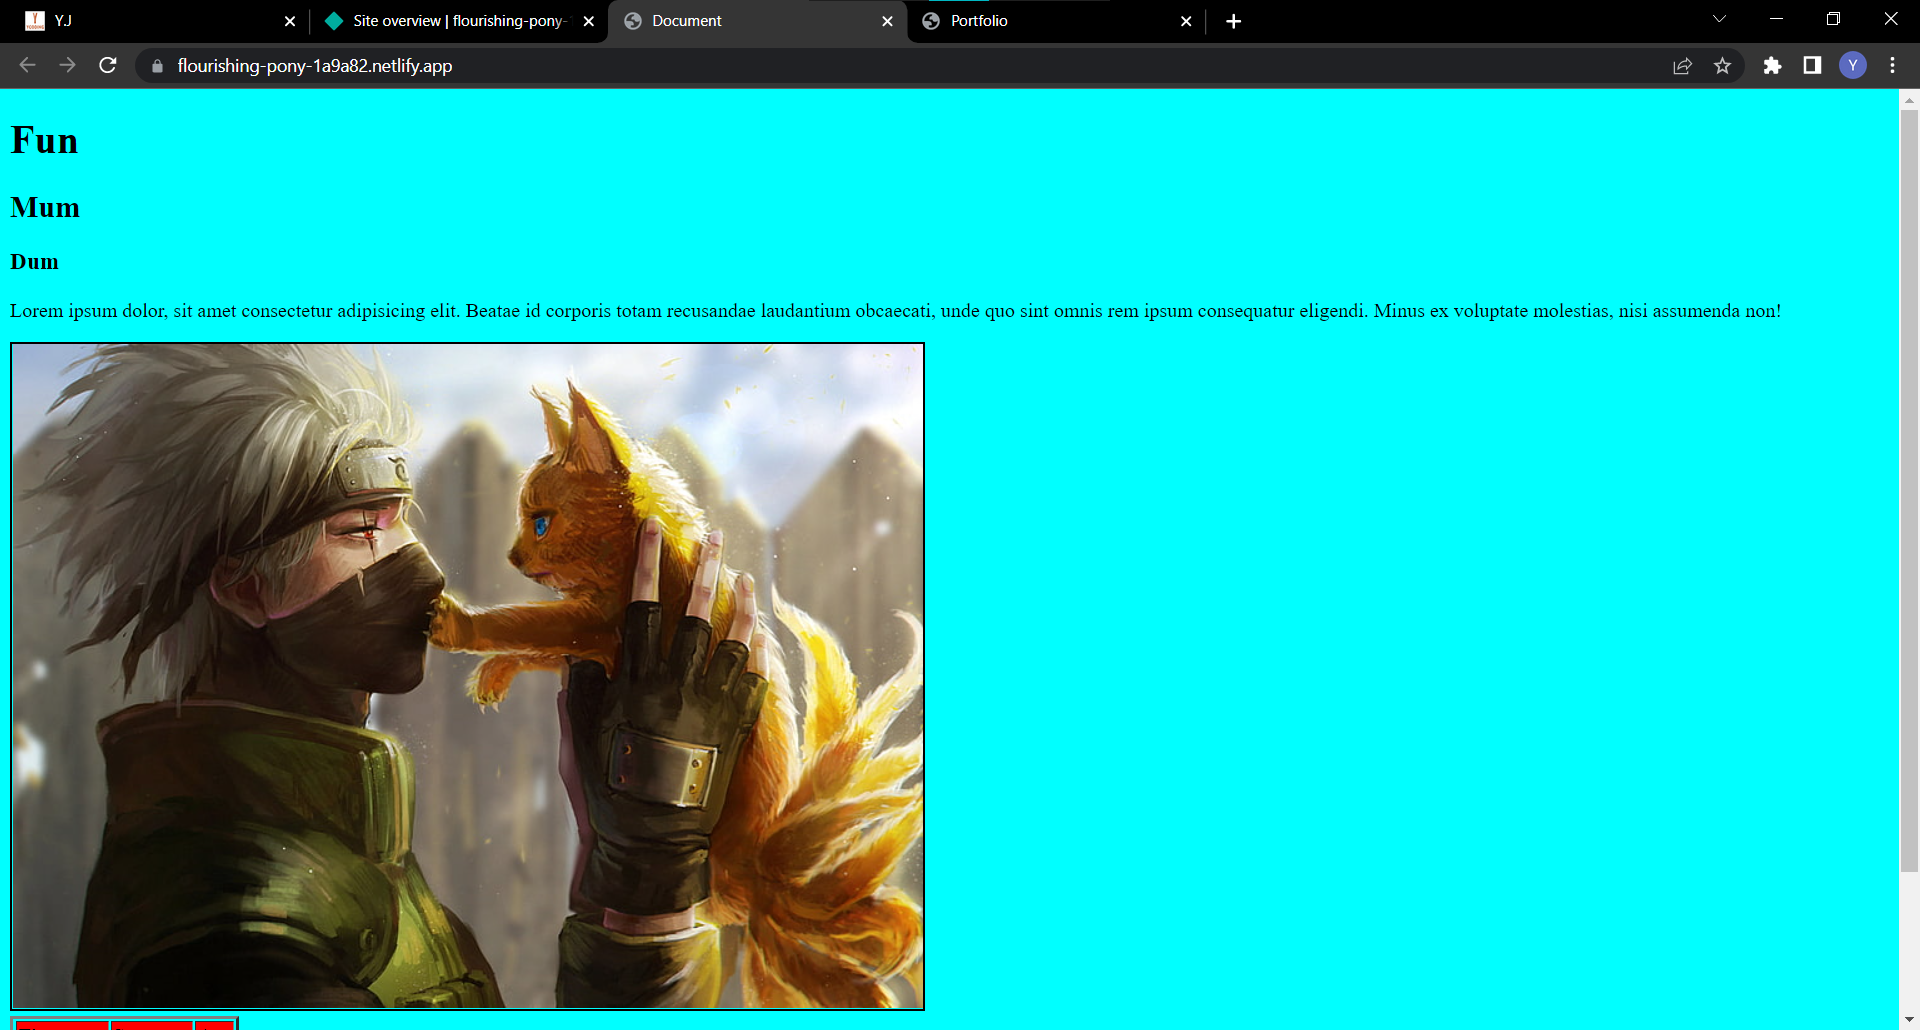 Y.J
Site overview | flourishing-pony-
Document
Portfolio
flourishing-pony-1a9a82.netlify.app
Y
Fun
Mum
Dum
Lorem ipsum dolor, sit amet consectetur adipisicing elit. Beatae id corporis totam recusandae laudantium obcaecati, unde quo sint omnis rem ipsum consequatur eligendi. Minus ex voluptate molestias, nisi assumenda non!